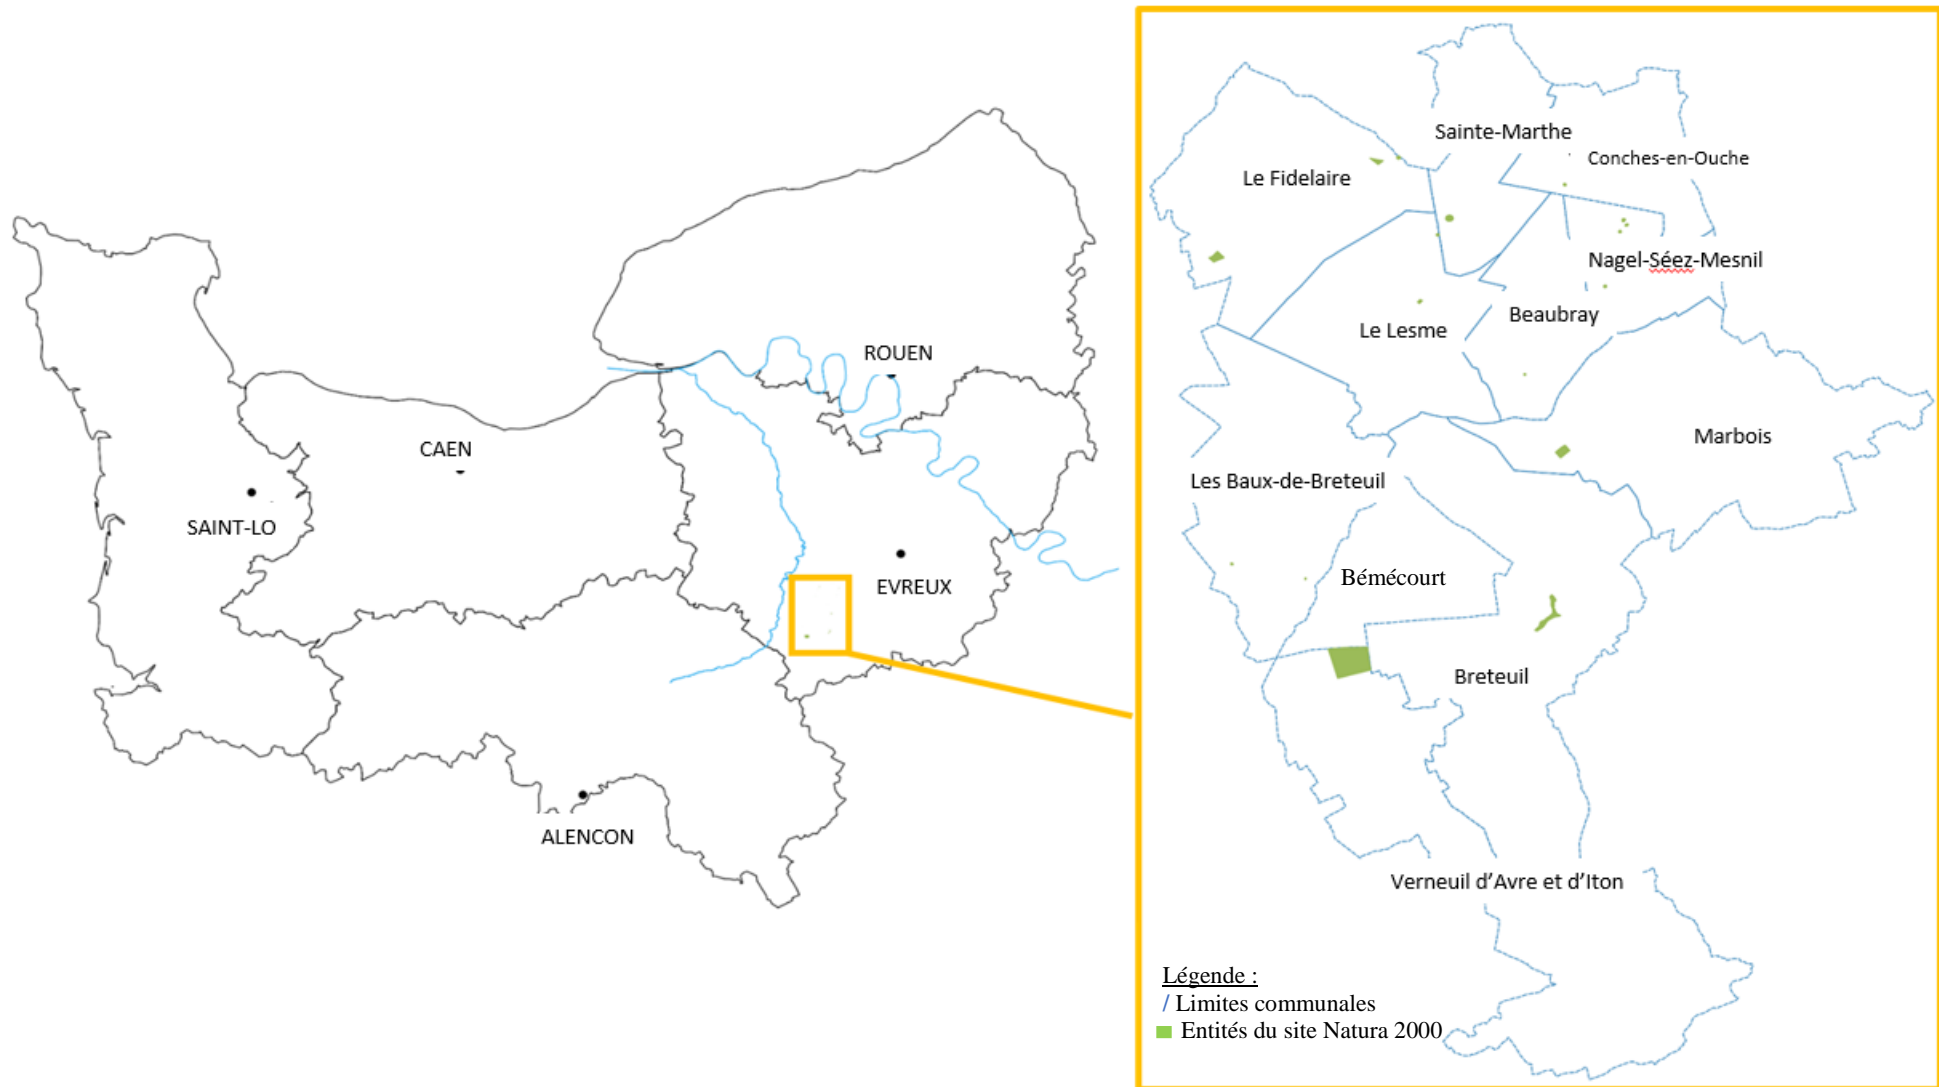 ROUEN
CAEN
SAINT-LO
EVREUX
ALENCON
Sainte-Marthe
Conches-en-Ouche
Le Fidelaire
Nagel-Séez-Mesnil
Beaubray
Le Lesme
Marbois
Les Baux-de-Breteuil
Bémécourt
Breteuil
Verneuil d'Avre et d'Iton
Légende :
/ Limites communales
Entités du site Natura 2000